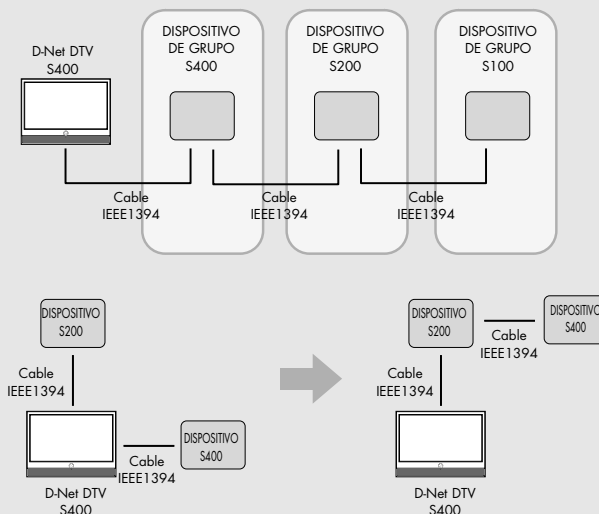 D-Net DTV
S400
DISPOSITIVO
DE GRUPO
S400
DISPOSITIVO
DE GRUPO
S200
DISPOSITIVO
DE GRUPO
S100
Cable
IEEE1394
Cable
IEEE1394
Cable
IEEE1394
DISPOSITIVO
S200
Cable
IEEE1394
DISPOSITIVO
S400
Cable
IEEE1394
D-Net DTV
S400
DISPOSITIVO
S200
DISPOSITIVO
S400
Cable
IEEE1394
Cable
IEEE1394
D-Net DTV
S400